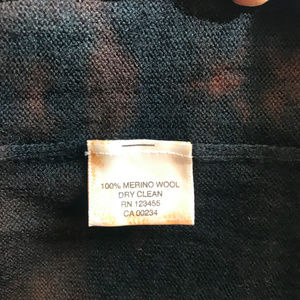 100% MERINO WOOL
DRY CLEAN
RN 123455
CA 00234